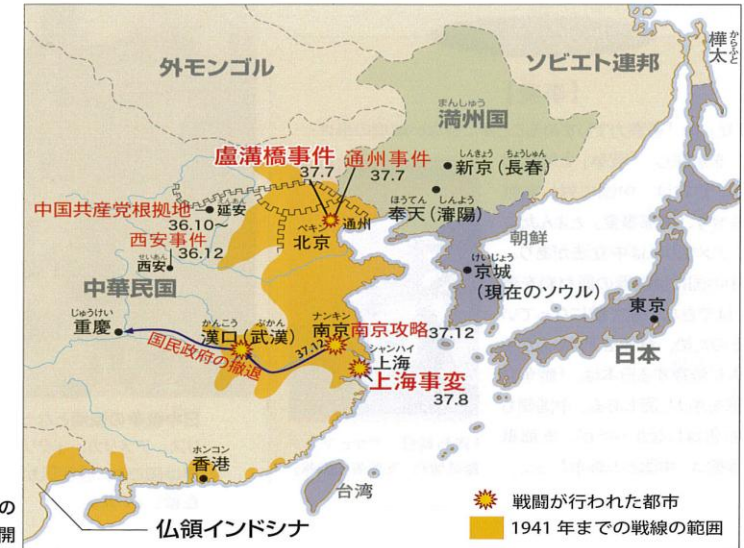 外モンゴル
ソビエト連邦
からふと
樺太
まんしゅう
満州国
盧溝橋事件
37.7
通州事件
37.7
しんきょう ちょうしゅん
新京(長春)
ほうてん しんよう
奉天(瀋陽)
中国共産党根拠地
36.10〜
えんあん
延安
ペキン
北京
通州
西安事件
36.12
せいあん
西安
朝鮮
けいじょう
京城
(現在のソウル)
中華民国
じゅうけい
重慶
かんこう ぶかん
漢口(武漢)
ナンキン
南京
南京攻略37.12
37.12
国民政府の撤退
シャンハイ
上海
上海事変
37.8
東京
日本
ホンコン
香港
台湾
仏領インドシナ
戦闘が行われた都市
1941年までの戦線の範囲
の
開